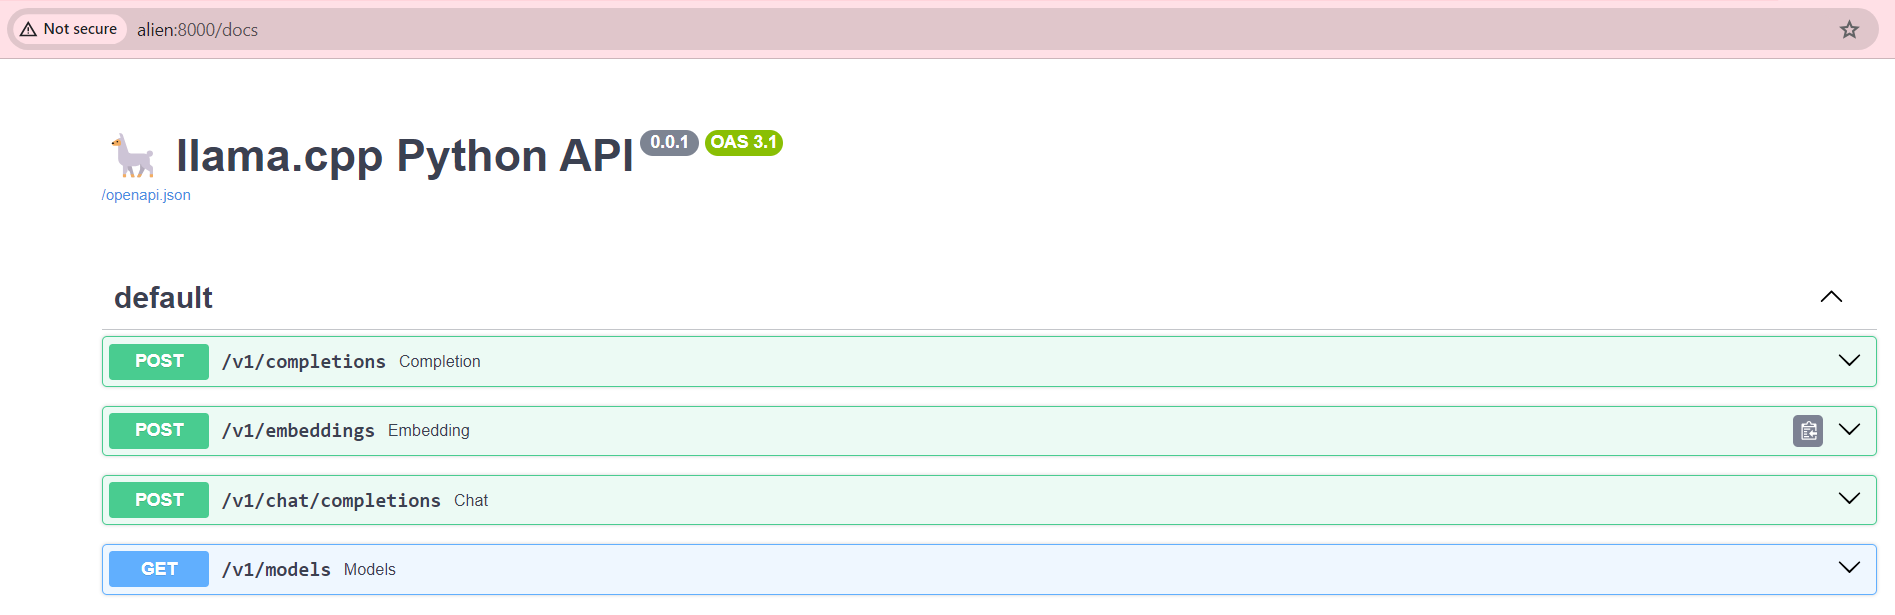 Not secure alien:8000/docs
llama.cpp Python API 0.0.1 OAS 3.1
/openapi.json
default
POST /v1/completions Completion
POST /v1/embeddings Embedding
POST /v1/chat/completions Chat
GET /v1/models Models